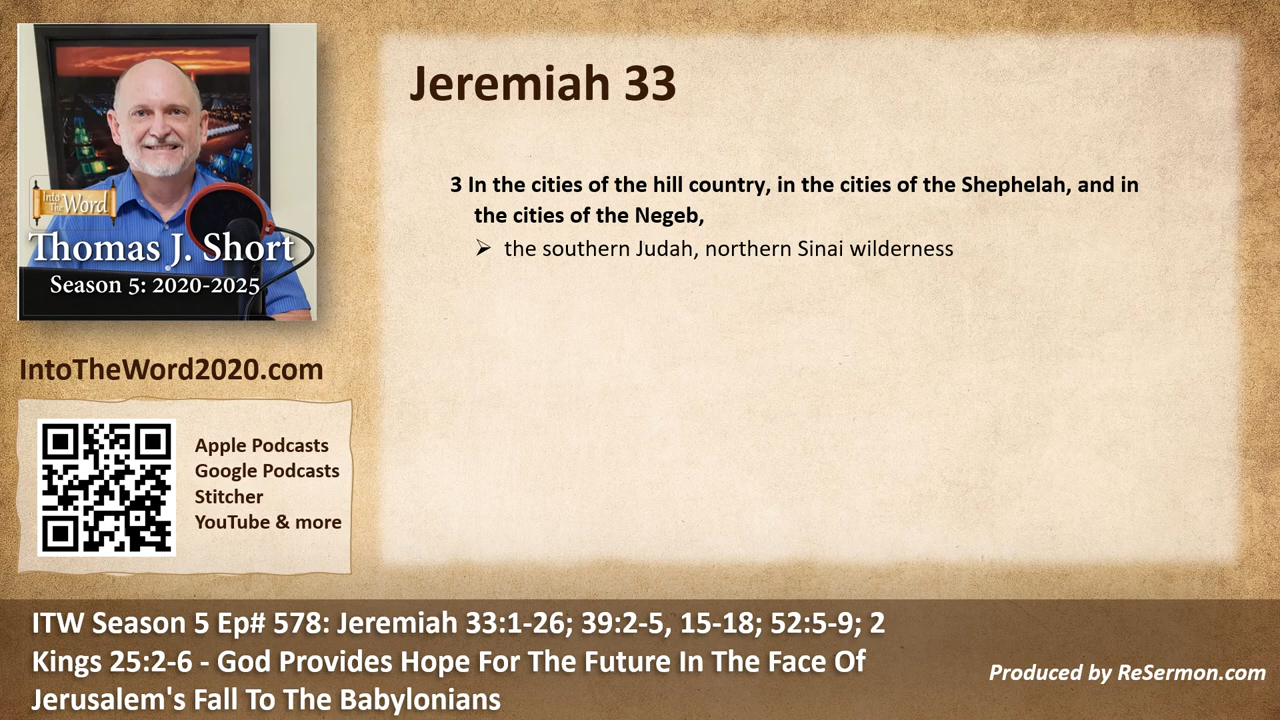 Into
The Word
Thomas J. Short
Season 5: 2020-2025
IntoTheWord2020.com
Apple Podcasts
Google Podcasts
Stitcher
YouTube & more
Jeremiah 33
3 In the cities of the hill country, in the cities of the Shephelah, and in
the cities of the Negeb,
➢ the southern Judah, northern Sinai wilderness
ITW Season 5 Ep# 578: Jeremiah 33:1-26; 39:2-5, 15-18; 52:5-9; 2
Kings 25:2-6 - God Provides Hope For The Future In The Face Of
Jerusalem's Fall To The Babylonians
Produced by ReSermon.com